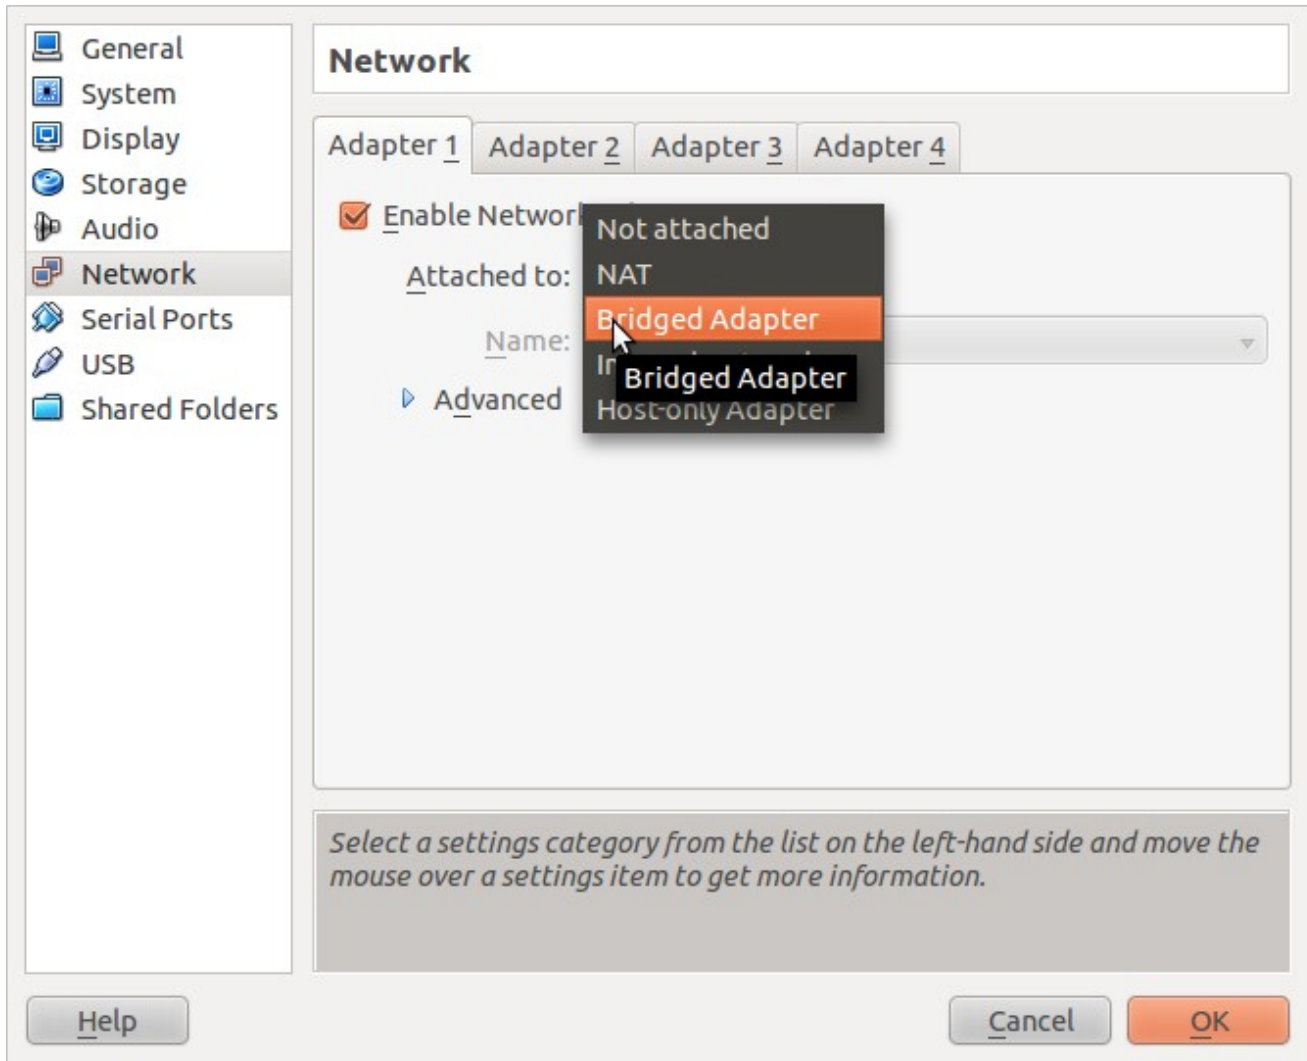 General
System
Display
Storage
Audio
Network
Serial Ports
USB
Shared Folders
Network
Adapter 1 Adapter 2 Adapter 3 Adapter 4
Enable Network
Attached to:
Name:
Advanced
Not attached
NAT
Bridged Adapter
Bridged Adapter
Host-only Adapter
Select a settings category from the list on the left-hand side and move the
mouse over a settings item to get more information.
Help Cancel OK